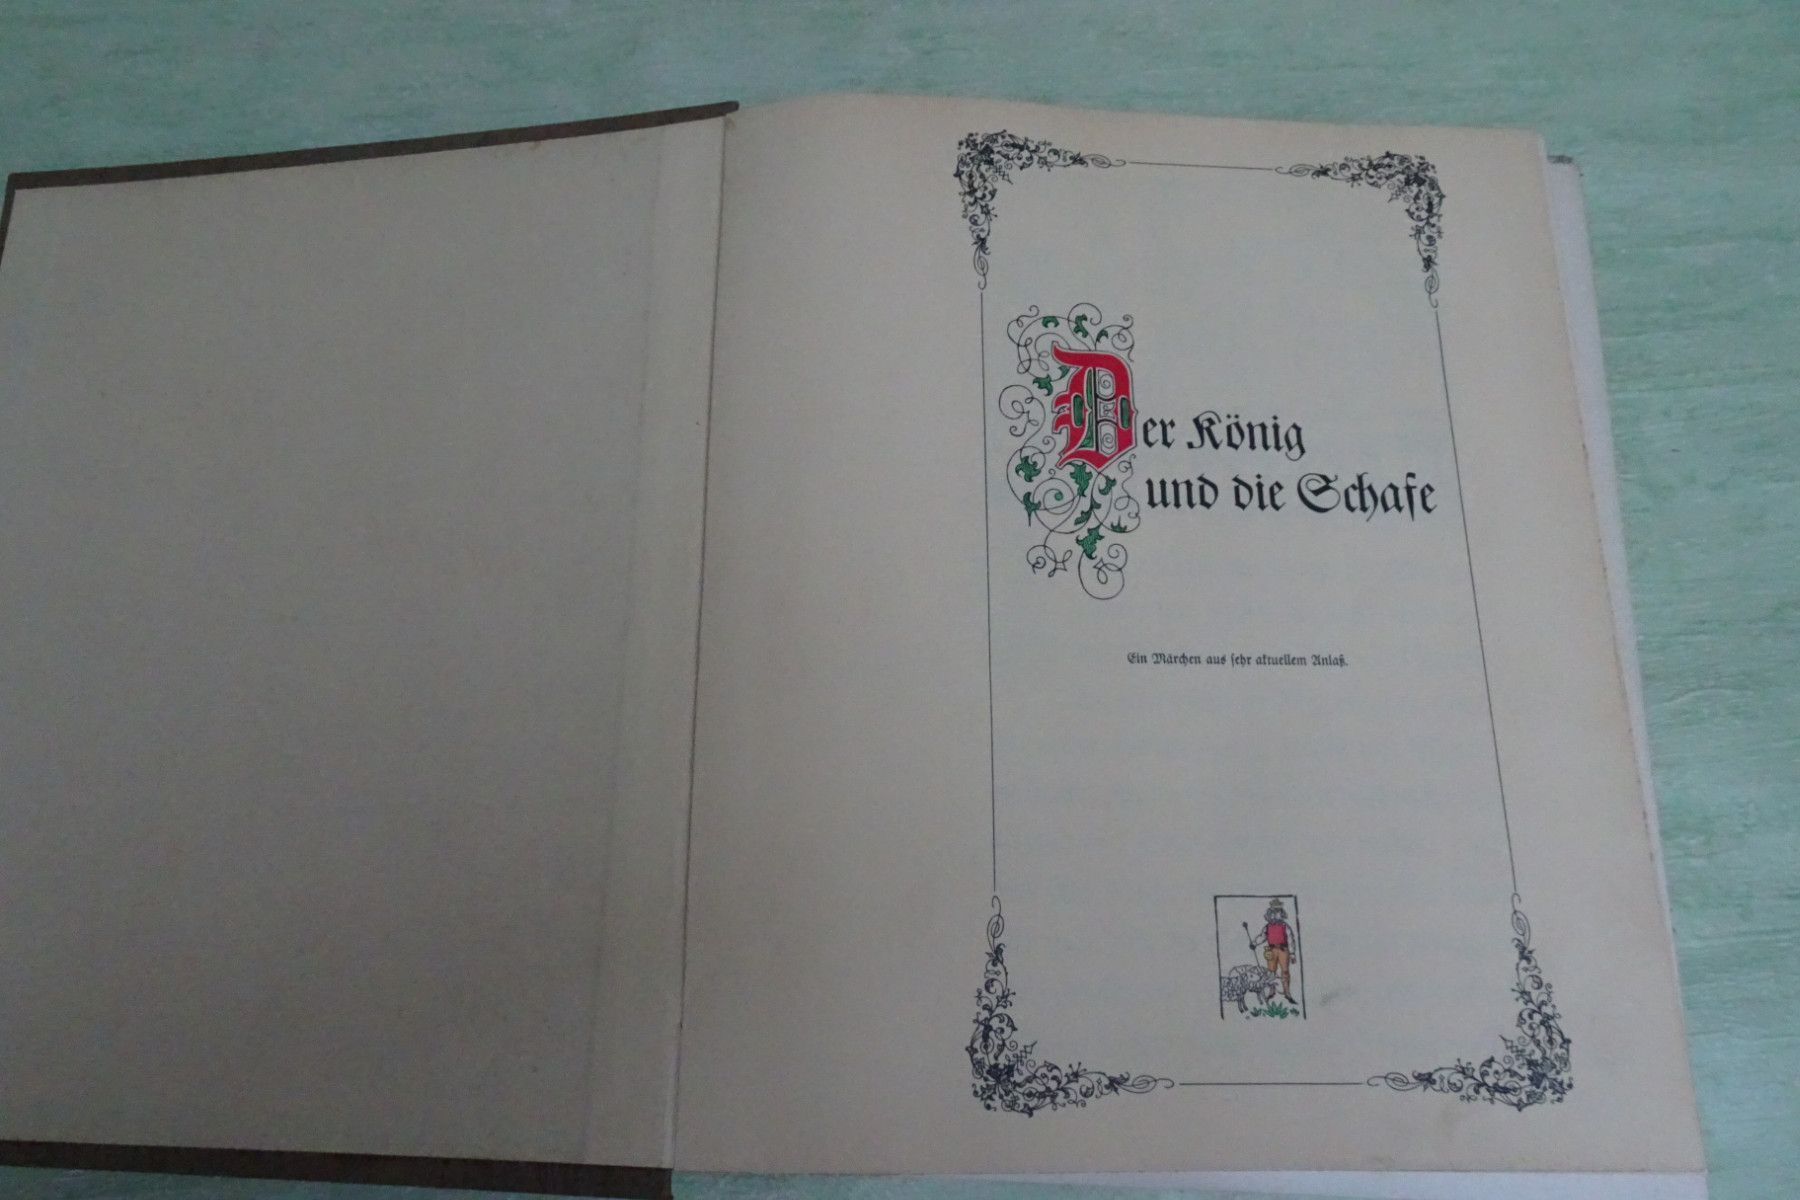 Der König
und die Schafe
Ein Märchen aus sehr aktuellem Anlaß.